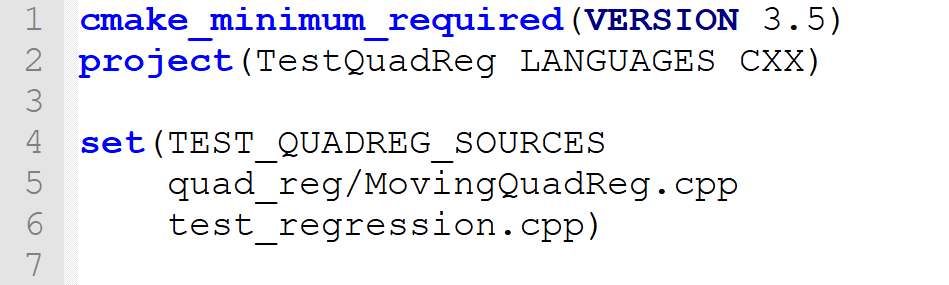 1 cmake_minimum_required(VERSION 3.5)
2 project(TestQuadReg LANGUAGES CXX)
3
4 set(TEST_QUADREG_SOURCES
5     quad_reg/MovingQuadReg.cpp
6     test_regression.cpp)
7